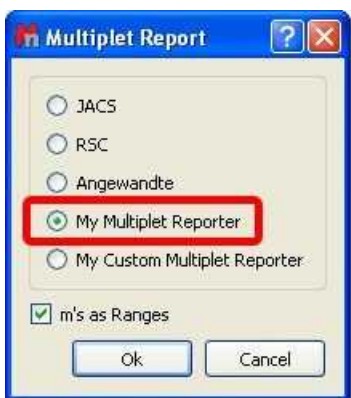 Multiplet Report
JACS
RSC
Angewandte
My Multiplet Reporter
My Custom Multiplet Reporter
m's as Ranges
Ok
Cancel